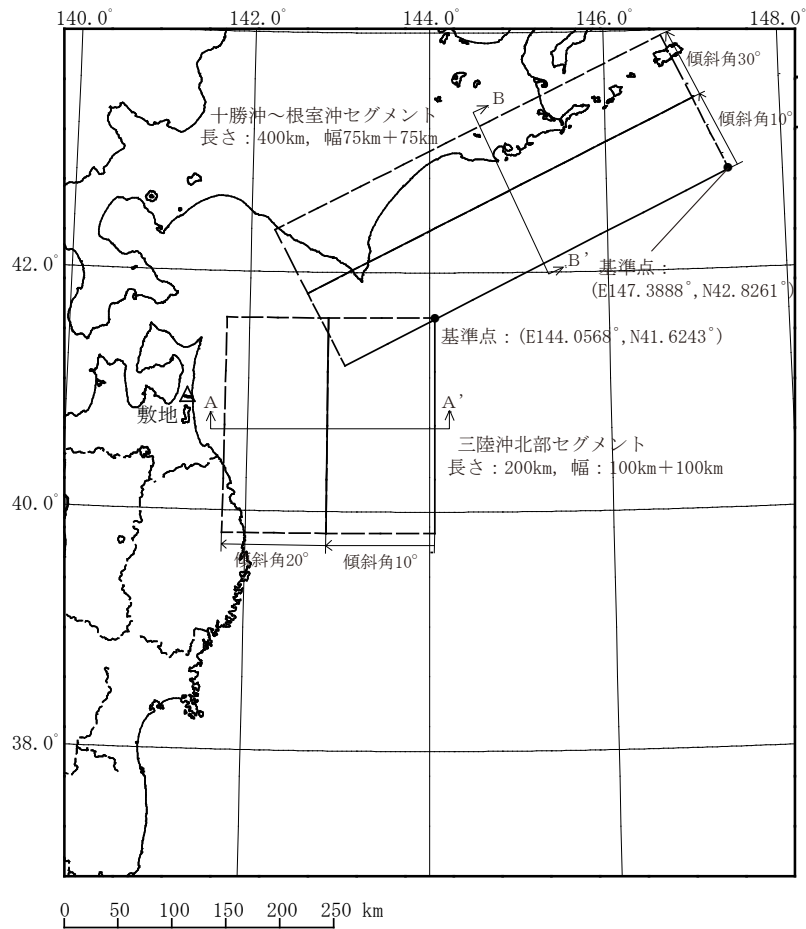 140.0° 142.0° 144.0° 146.0° 148.0°
傾斜角30°
B
十勝沖～根室沖セグメント
傾斜角10°
長さ：400km, 幅75km＋75km
42.0°
B'
基準点：
(E147.3888°,N42.8261°)
基準点：(E144.0568°,N41.6243°)
A
A'
敷地
三陸沖北部セグメント
長さ：200km, 幅：100km＋100km
40.0°
傾斜角20°
傾斜角10°
38.0°
0 50 100 150 200 250 km